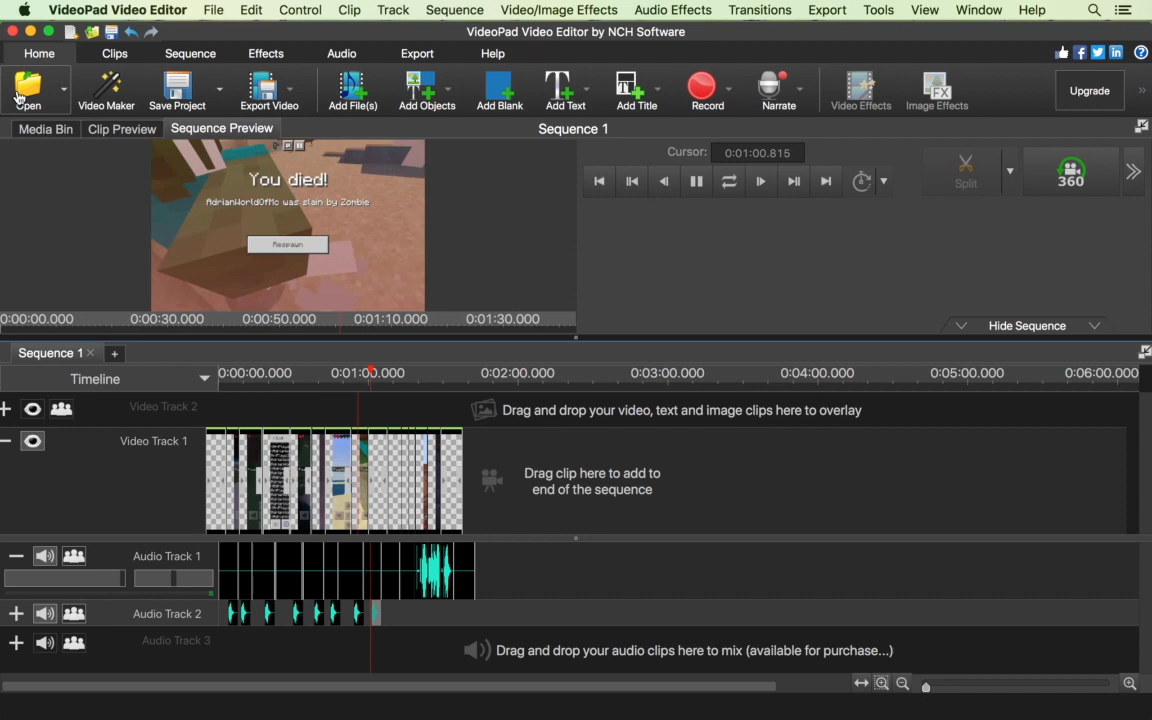 VideoPad Video Editor File Edit Control Clip Track Sequence Video/Image Effects Audio Effects Transitions Export Tools View Window Help
VideoPad Video Editor by NCH Software
Home Clips Sequence Effects Audio Export Help
Open Video Maker Save Project Export Video Add File(s) Add Objects Add Blank Add Text Add Title Record Narrate Video Effects Image Effects Upgrade
Media Bin Clip Preview Sequence Preview Sequence 1
Cursor: 0:01:00.815
You died!
AdrianWorldOfMc was slain by Zombie
Respawn
Split 360
0:00:00.000 0:00:30.000 0:00:50.000 0:01:10.000 0:01:30.000
Hide Sequence
Sequence 1
Timeline 0:00:00.000 0:01:00.000 0:02:00.000 0:03:00.000 0:04:00.000 0:05:00.000 0:06:00.000
Video Track 2 Drag and drop your video, text and image clips here to overlay
Video Track 1
Drag clip here to add to
end of the sequence
Audio Track 1
Audio Track 2
Audio Track 3
Drag and drop your audio clips here to mix (available for purchase...)